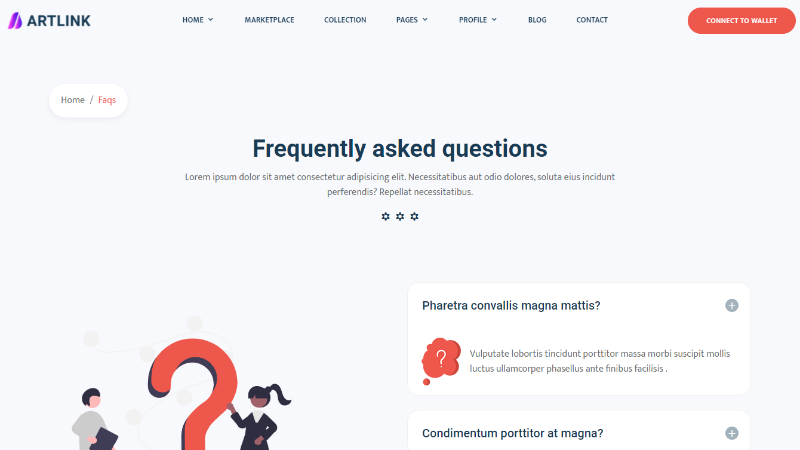 ARTLINK
HOME
MARKETPLACE
COLLECTION
PAGES
PROFILE
BLOG
CONTACT
CONNECT TO WALLET
Home / Faqs
Frequently asked questions
Lorem ipsum dolor sit amet consectetur adipisicing elit. Necessitatibus aut odio dolores, soluta eius incidunt
perferendis? Repellat necessitatibus.
Pharetra convallis magna mattis?
?
Vulputate lobortis tincidunt porttitor massa morbi suscipit mollis
luctus ullamcorper phasellus ante finibus facilisis .
Condimentum porttitor at magna?